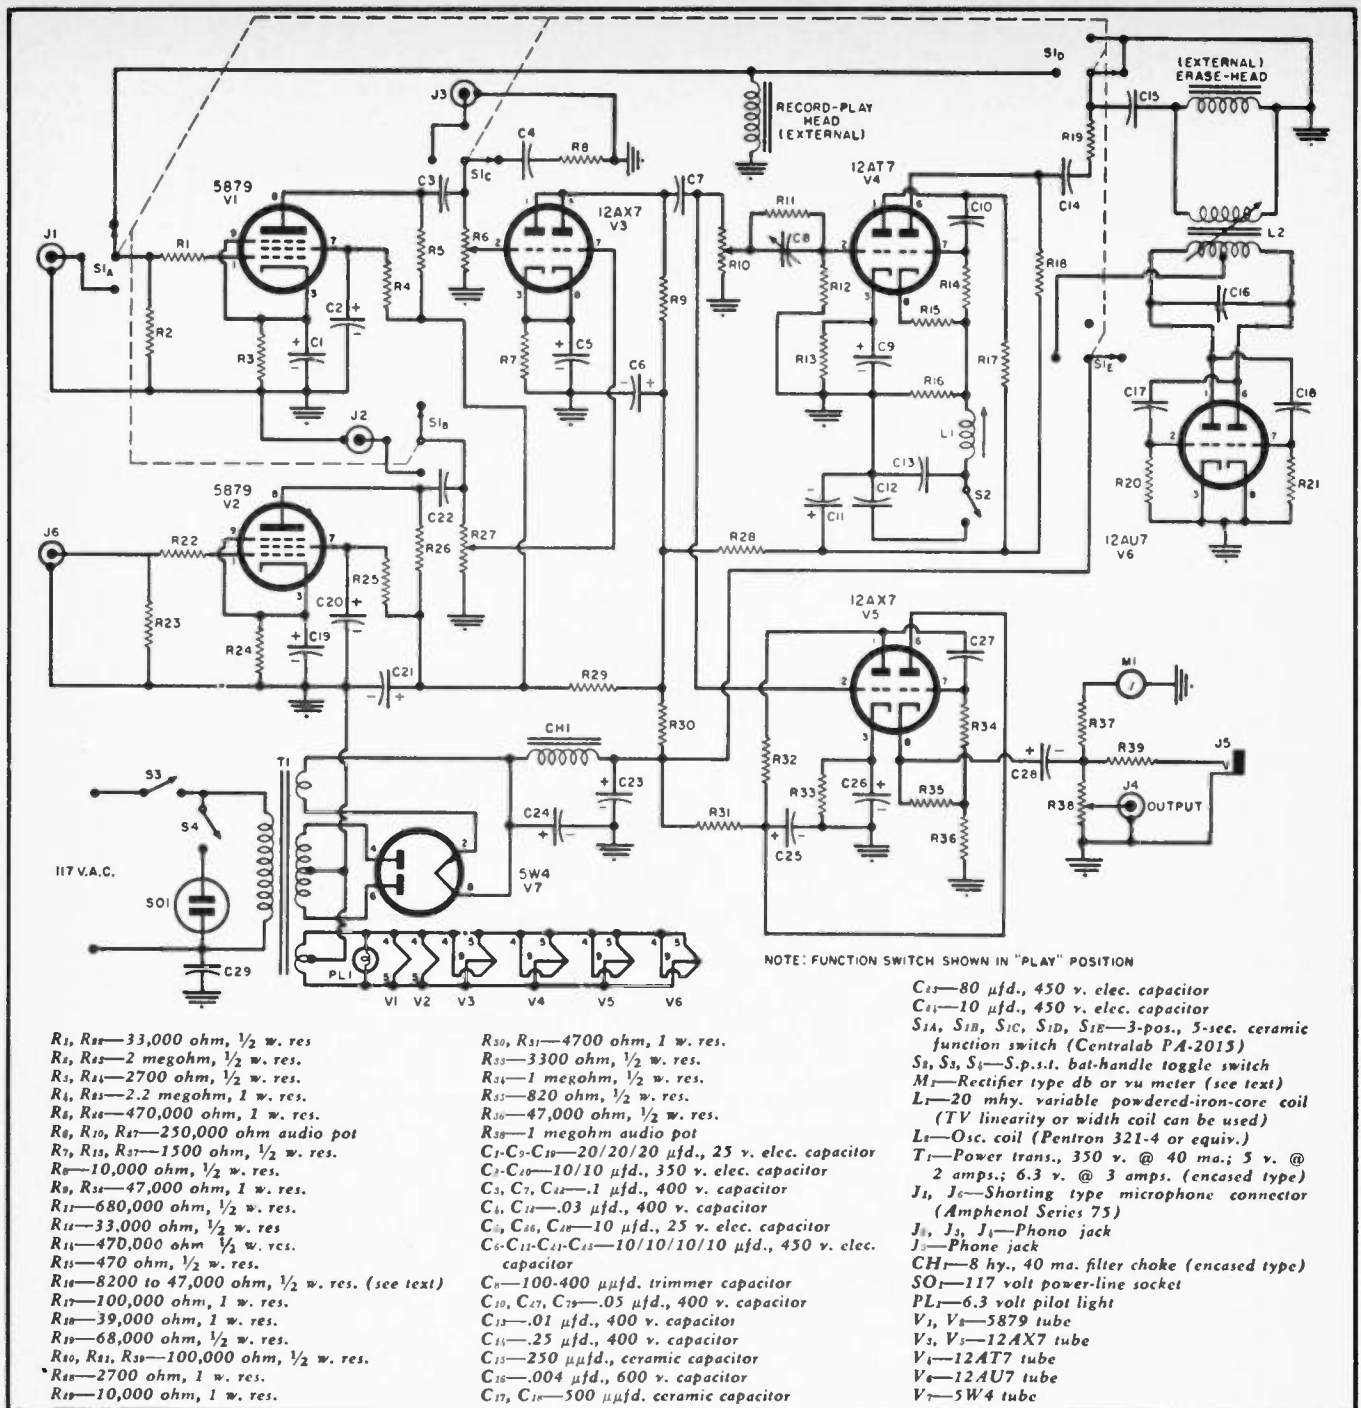 S1D
(EXTERNAL)
ERASE-HEAD
J3
RECORD-PLAY
HEAD
(EXTERNAL)
C15
C4
R8
R19
S1C
5879
V1
C3
C7
12AT7
V4
C14
12AX7
V3
R11
C10
L2
J1
R1
R6
C8
S1A
R5
R10
R18
R4
R9
R12
R14
C16
R2
C2
R15
R3
C1
R7
C5
R13
C9
R17
S1E
C6
R16
C17
C18
J2
S1B
L1
C13
5879
V2
C22
C11
C12
S2
R20
R21
J6
R22
R26
R27
R28
12AU7
V6
R25
12AX7
V5
R23
C20
C27
R24
C19
M1
C21
R29
R30
R34
R37
CH1
R32
R39
J5
S3
T1
C23
C28
J4
S4
C24
R33
C26
R35
R38
OUTPUT
R31
R36
C25
117 V.A.C.
SO1
5W4
V7
C29
PL1
V1
V2
V3
V4
V5
V6
NOTE: FUNCTION SWITCH SHOWN IN "PLAY" POSITION
R1, R22—33,000 ohm, ½ w. res
R2, R23—2 megohm, ½ w. res.
R3, R24—2700 ohm, ½ w. res.
R4, R25—2.2 megohm, 1 w. res.
R5, R26—470,000 ohm, 1 w. res.
R6, R10, R27—250,000 ohm audio pot
R7, R13, R37—1500 ohm, ½ w. res.
R8—10,000 ohm, ½ w. res.
R9, R32—47,000 ohm, 1 w. res.
R11—680,000 ohm, ½ w. res.
R12—33,000 ohm, ½ w. res
R14—470,000 ohm ½ w. res.
R15—470 ohm, ½ w. res.
R16—8200 to 47,000 ohm, ½ w. res. (see text)
R17—100,000 ohm, 1 w. res.
R18—39,000 ohm, 1 w. res.
R19—68,000 ohm, ½ w. res.
R20, R21, R39—100,000 ohm, ½ w. res.
R28—2700 ohm, 1 w. res.
R29—10,000 ohm, 1 w. res.
R30, R31—4700 ohm, 1 w. res.
R33—3300 ohm, ½ w. res.
R34—1 megohm, ½ w. res.
R35—820 ohm, ½ w. res.
R36—47,000 ohm, ½ w. res.
R38—1 megohm audio pot
C1-C9-C19—20/20/20 µfd., 25 v. elec. capacitor
C2-C20—10/10 µfd., 350 v. elec. capacitor
C3, C7, C22—.1 µfd., 400 v. capacitor
C4, C12—.03 µfd., 400 v. capacitor
C5, C26, C28—10 µfd., 25 v. elec. capacitor
C6-C11-C21-C25—10/10/10/10 µfd., 450 v. elec.
capacitor
C8—100-400 µµfd. trimmer capacitor
C10, C27, C29—.05 µfd., 400 v. capacitor
C13—.01 µfd., 400 v. capacitor
C14—.25 µfd., 400 v. capacitor
C15—250 µµfd., ceramic capacitor
C16—.004 µfd., 600 v. capacitor
C17, C18—500 µµfd. ceramic capacitor
C23—80 µfd., 450 v. elec. capacitor
C24—10 µfd., 450 v. elec. capacitor
S1A, S1B, S1C, S1D, S1E—3-pos., 5-sec. ceramic
function switch (Centralab PA-2015)
S2, S3, S4—S.p.s.t. bat-handle toggle switch
M1—Rectifier type db or vu meter (see text)
L1—20 mhy. variable powdered-iron-core coil
(TV linearity or width coil can be used)
L2—Osc. coil (Pentron 321-4 or equiv.)
T1—Power trans., 350 v. @ 40 ma.; 5 v. @
2 amps.; 6.3 v. @ 3 amps. (encased type)
J1, J6—Shorting type microphone connector
(Amphenol Series 75)
J2, J3, J4—Phono jack
J5—Phone jack
CH1—8 hy., 40 ma. filter choke (encased type)
SO1—117 volt power-line socket
PL1—6.3 volt pilot light
V1, V2—5879 tube
V3, V5—12AX7 tube
V4—12AT7 tube
V6—12AU7 tube
V7—5W4 tube